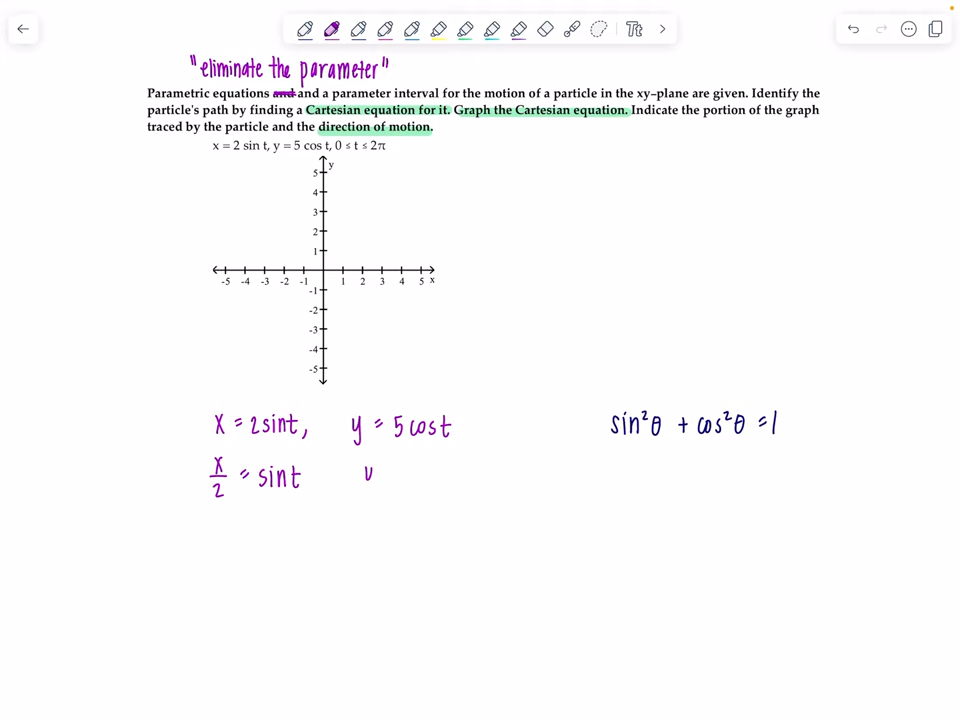 "eliminate the parameter"
Parametric equations and and a parameter interval for the motion of a particle in the xy–plane are given. Identify the
particle's path by finding a Cartesian equation for it. Graph the Cartesian equation. Indicate the portion of the graph
traced by the particle and the direction of motion.
x = 2 sin t, y = 5 cos t, 0 ≤ t ≤ 2π
y
5
4
3
2
1
-5 -4 -3 -2 -1 1 2 3 4 5 x
-1
-2
-3
-4
-5
x = 2sint, y = 5cost sin²θ + cos²θ = 1
x/2 = sint
Tt